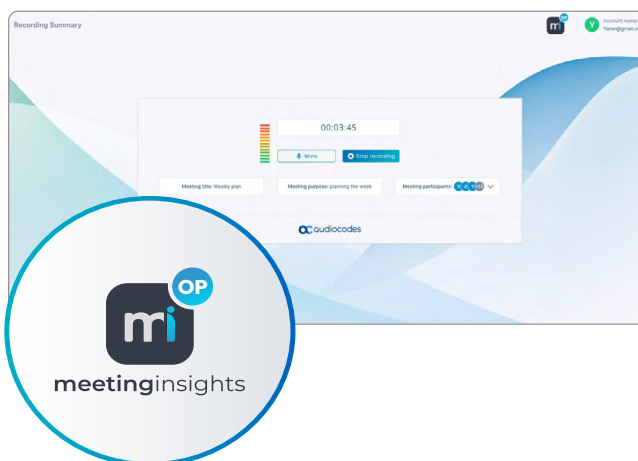 Recording Summary
mi OP
Y
Account name:
Yaron@gmail.c
00:03:45
Mute
Stop recording
Meeting title: Weekly plan
Meeting purpose: planning the week
Meeting participants:
audiocodes
OP
mi
meetinginsights